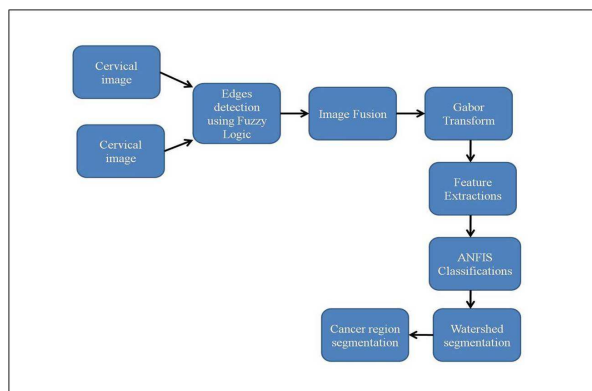 Cervical
image
Cervical
image
Edges
detection
using Fuzzy
Logic
Image Fusion
Gabor
Transform
Feature
Extractions
ANFIS
Classifications
Watershed
segmentation
Cancer region
segmentation